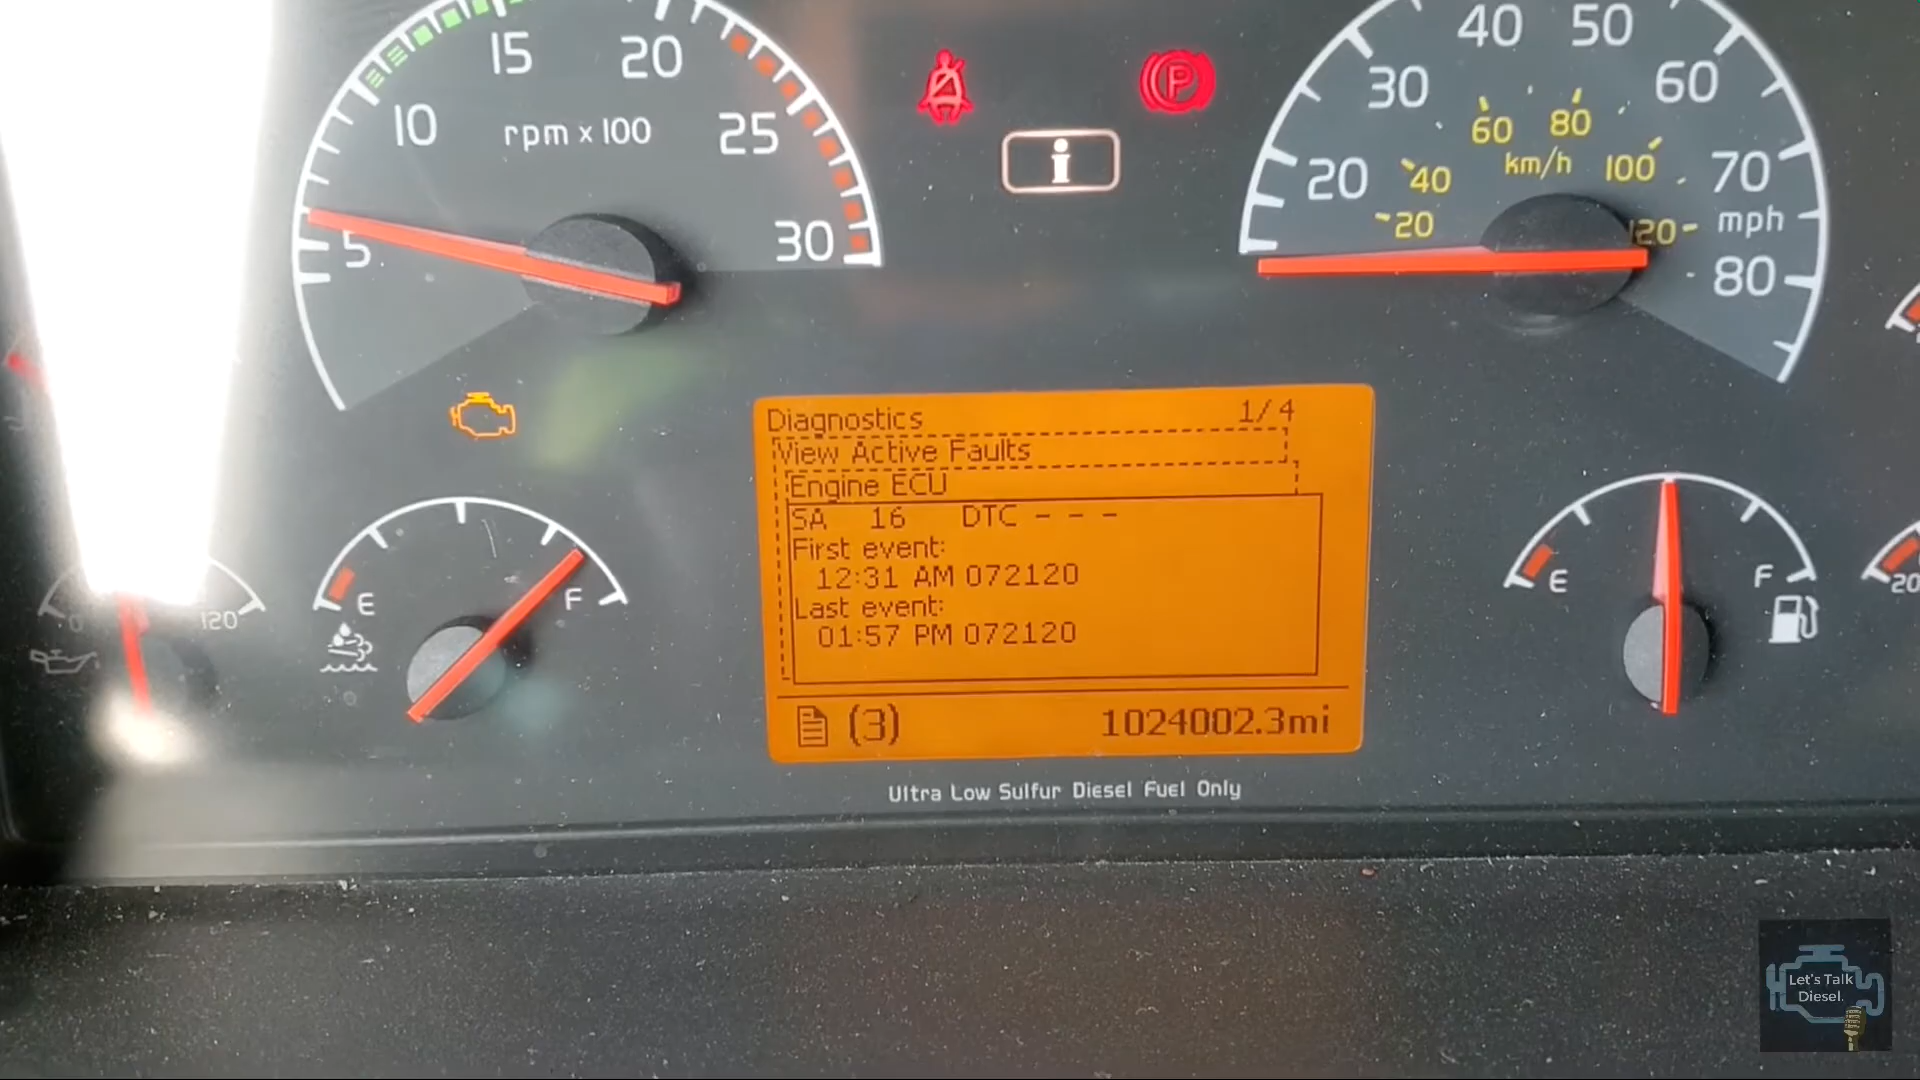 15
20
10
rpm x 100
25
5
30
P
i
40
50
30
60
60
80
20
40
km/h
100
70
20
120
mph
80
Diagnostics 1/4
View Active Faults
Engine ECU
SA 16 DTC - - -
First event:
12:31 AM 072120
Last event:
01:57 PM 072120
(3) 1024002.3mi
E
F
E
F
0
120
20
Ultra Low Sulfur Diesel Fuel Only
Let's Talk
Diesel.